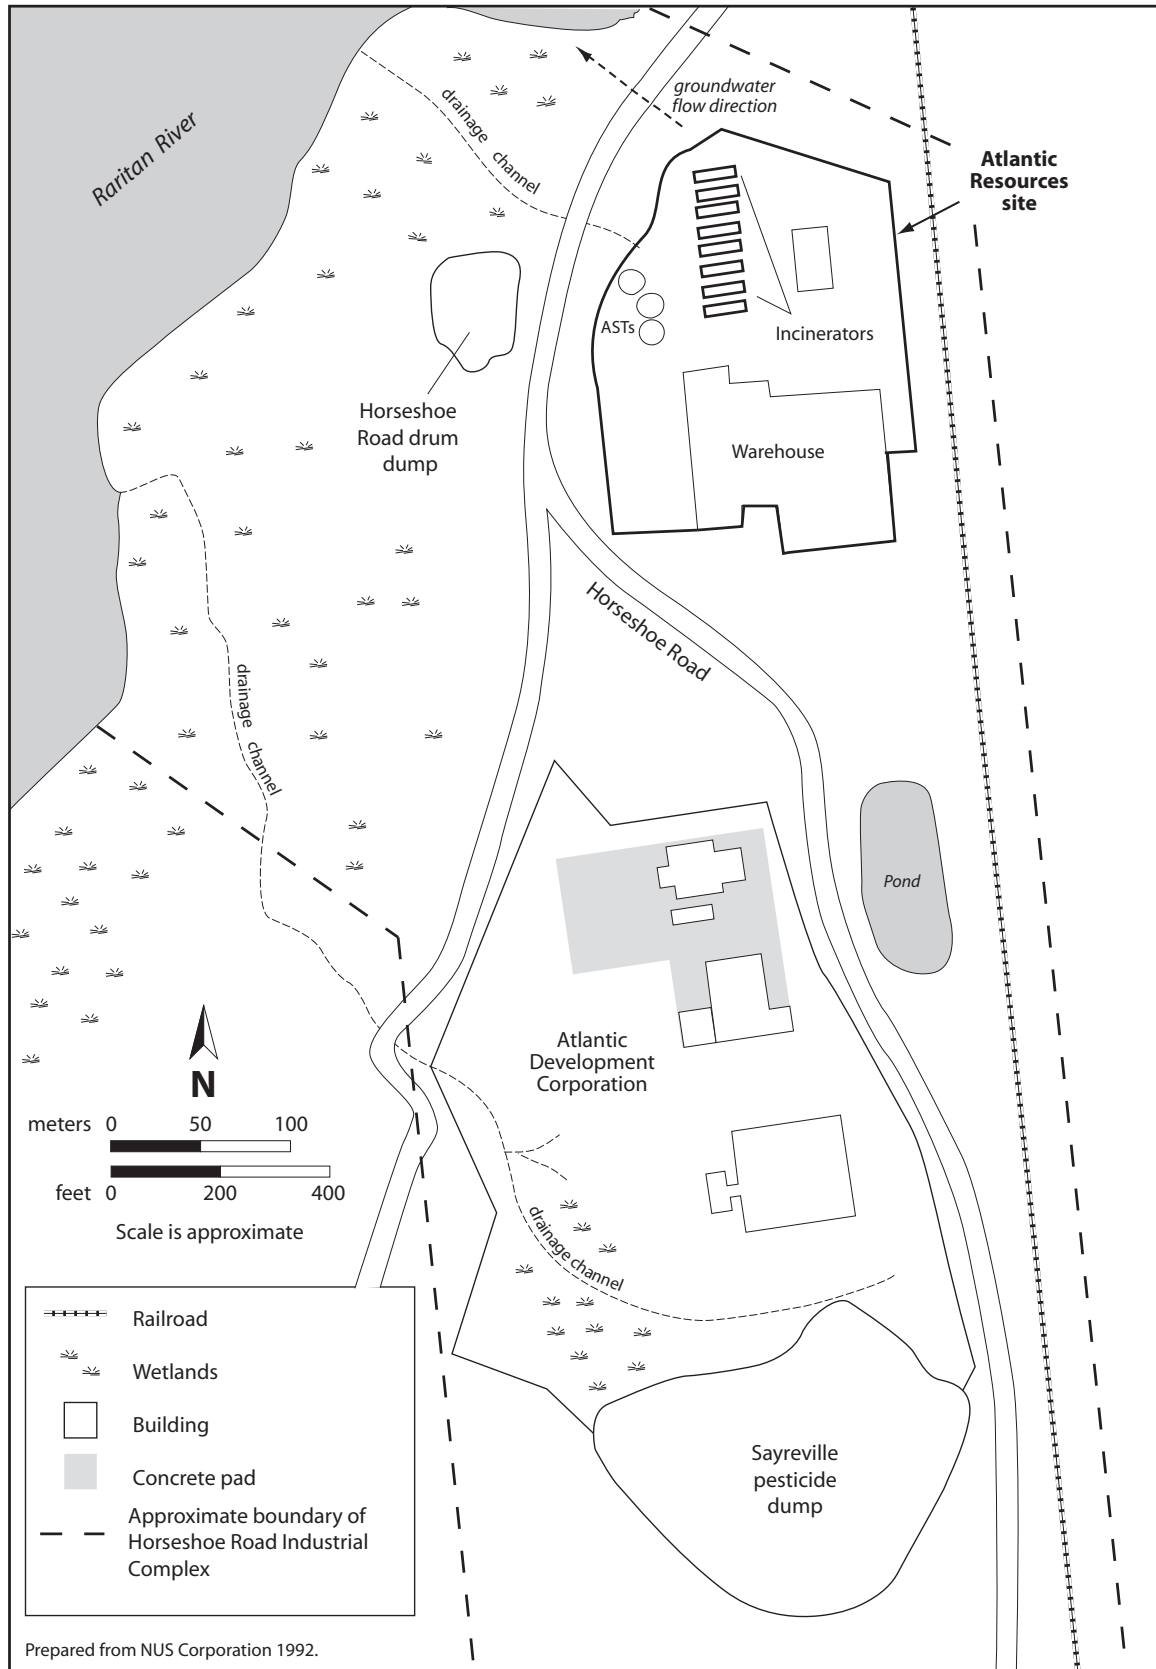 Raritan River
drainage channel
groundwater
flow direction
Atlantic
Resources
site
ASTs
Incinerators
Horseshoe
Road drum
dump
Warehouse
Horseshoe Road
drainage channel
Pond
Atlantic
Development
Corporation
N
meters 0 50 100
feet 0 200 400
Scale is approximate
drainage channel
Railroad
Wetlands
Building
Concrete pad
Approximate boundary of
Horseshoe Road Industrial
Complex
Sayreville
pesticide
dump
Prepared from NUS Corporation 1992.